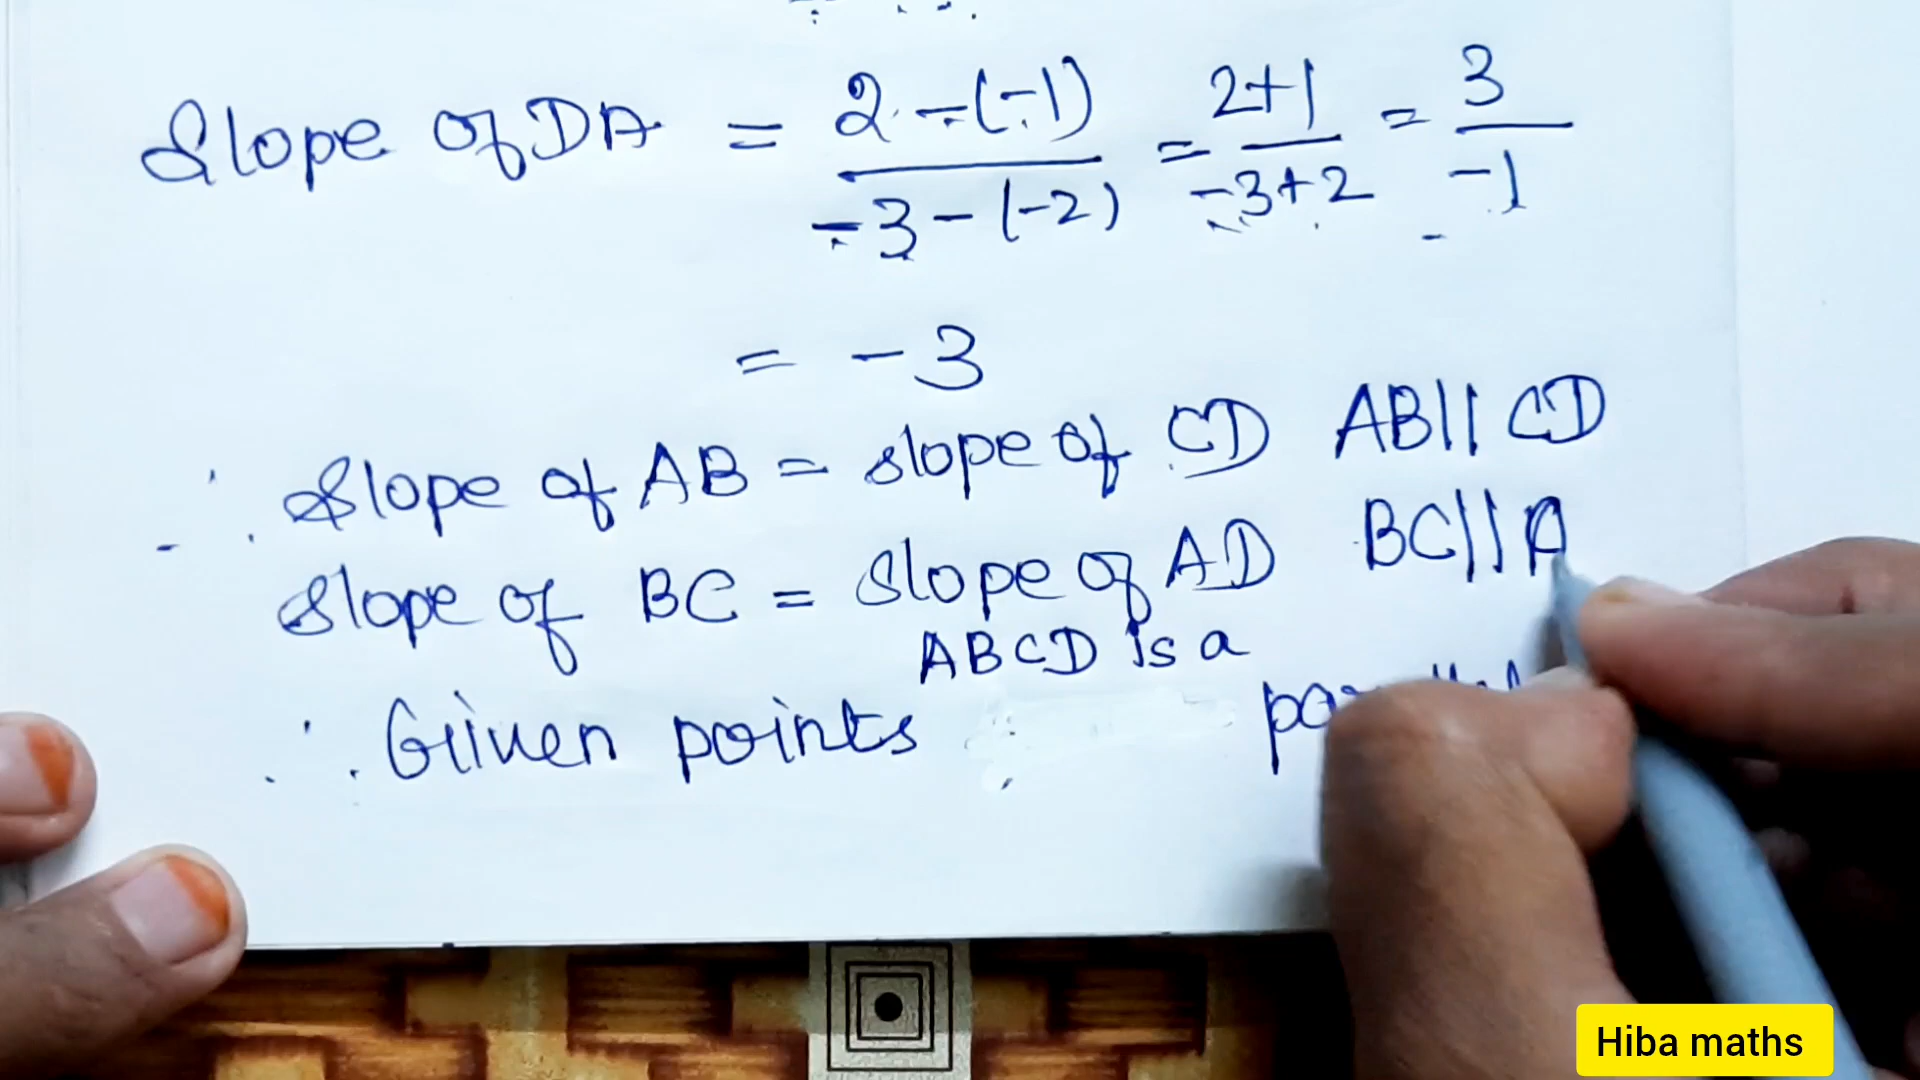 Slope of DA = 2-(-1) / -3-(-2) = 2+1 / -3+2 = 3 / -1
= -3
∴ Slope of AB = slope of CD AB || CD
Slope of BC = Slope of AD BC || A
ABCD is a
∴ Given points
Hiba maths